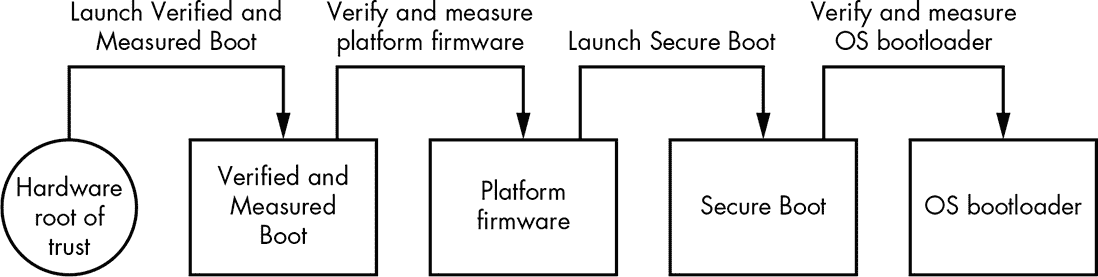 Launch Verified and
Measured Boot
Verify and measure
platform firmware
Launch Secure Boot
Verify and measure
OS bootloader
Hardware
root of
trust
Verified and
Measured
Boot
Platform
firmware
Secure Boot
OS bootloader